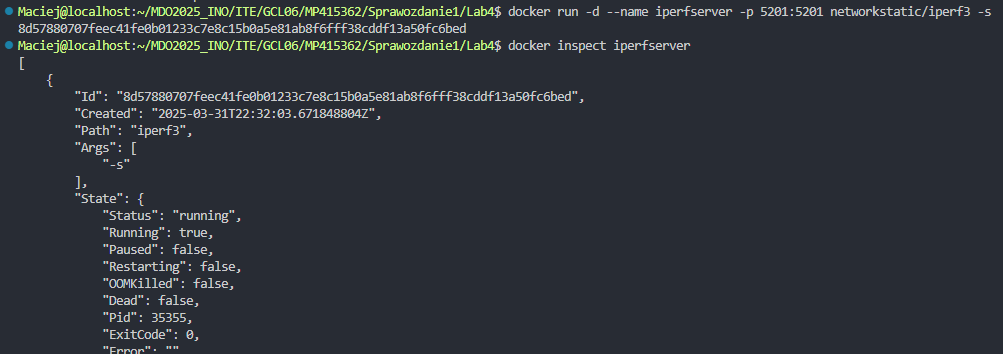 Maciej@localhost:~/MDO2025_INO/ITE/GCL06/MP415362/Sprawozdanie1/Lab4$ docker run -d --name iperfserver -p 5201:5201 networkstatic/iperf3 -s
8d57880707feec41fe0b01233c7e8c15b0a5e81ab8f6fff38cddf13a50fc6bed
Maciej@localhost:~/MDO2025_INO/ITE/GCL06/MP415362/Sprawozdanie1/Lab4$ docker inspect iperfserver
[
    {
        "Id": "8d57880707feec41fe0b01233c7e8c15b0a5e81ab8f6fff38cddf13a50fc6bed",
        "Created": "2025-03-31T22:32:03.671848804Z",
        "Path": "iperf3",
        "Args": [
            "-s"
        ],
        "State": {
            "Status": "running",
            "Running": true,
            "Paused": false,
            "Restarting": false,
            "OOMKilled": false,
            "Dead": false,
            "Pid": 35355,
            "ExitCode": 0,
            "Error": ""